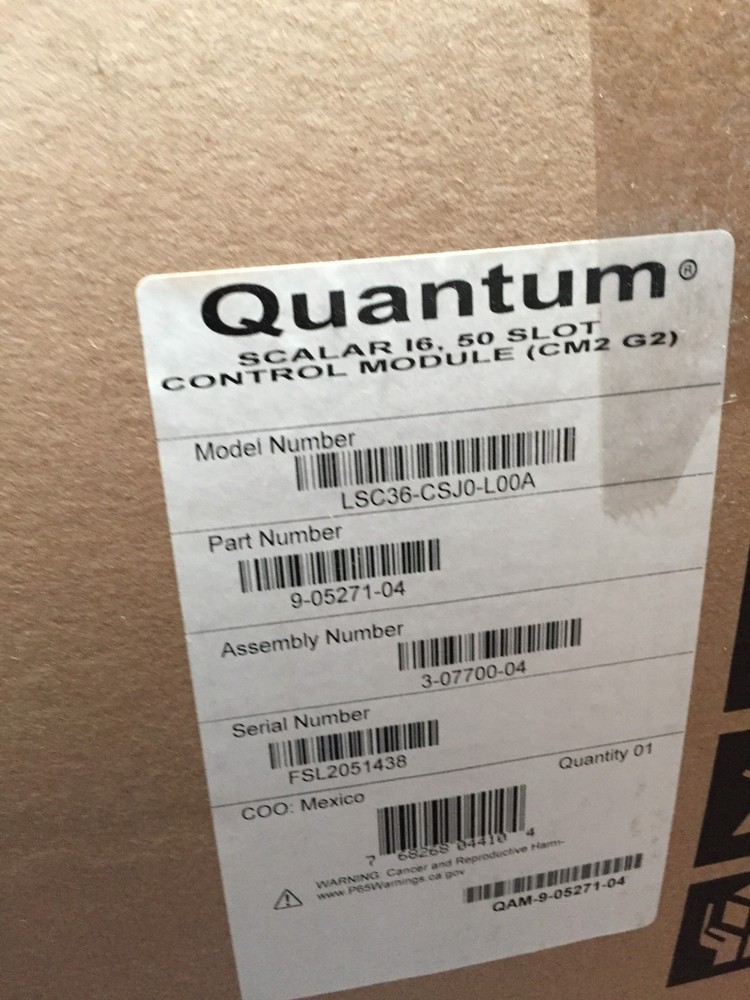 Quantum®
SCALAR I6, 50 SLOT
CONTROL MODULE (CM2 G2)
Model Number
LSC36-CSJ0-L00A
Part Number
9-05271-04
Assembly Number
3-07700-04
Serial Number
FSL2051438
Quantity 01
COO: Mexico
7 68268 04410 4
WARNING: Cancer and Reproductive Harm-
www.P65Warnings.ca.gov
QAM-9-05271-04